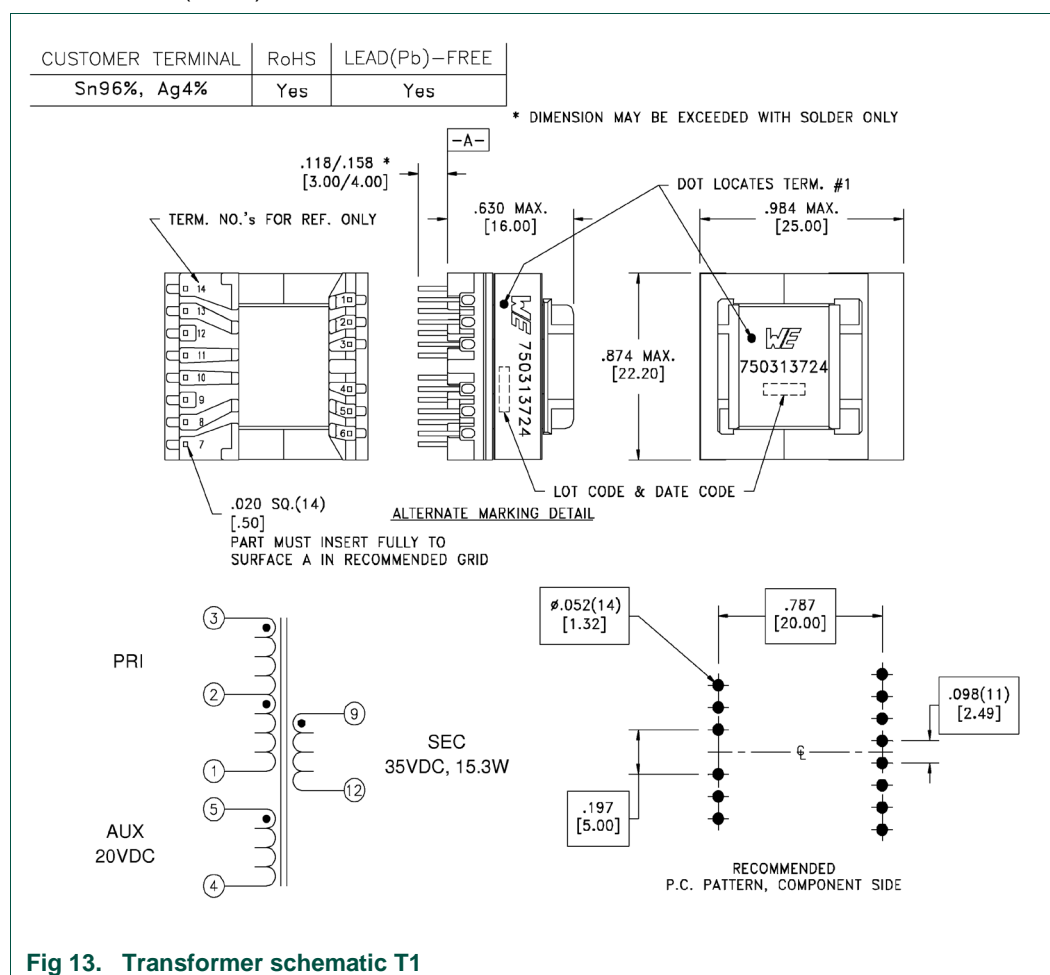 CUSTOMER TERMINAL RoHS LEAD(Pb)-FREE
Sn96%, Ag4% Yes Yes
* DIMENSION MAY BE EXCEEDED WITH SOLDER ONLY
-A-
.118/.158 *
[3.00/4.00]
DOT LOCATES TERM. #1
TERM. NO.'s FOR REF. ONLY
.630 MAX.
[16.00]
.984 MAX.
[25.00]
14
13
12
11
10
9
8
7
1
2
3
4
5
6
WE 750313724
.874 MAX.
[22.20]
WE
750313724
LOT CODE & DATE CODE
ALTERNATE MARKING DETAIL
.020 SQ.(14)
[.50]
PART MUST INSERT FULLY TO
SURFACE A IN RECOMMENDED GRID
3
PRI
2
1
5
AUX
20VDC
4
9
SEC
35VDC, 15.3W
12
ø.052(14)
[1.32]
.787
[20.00]
.098(11)
[2.49]
℄
.197
[5.00]
RECOMMENDED
P.C. PATTERN, COMPONENT SIDE
Fig 13. Transformer schematic T1